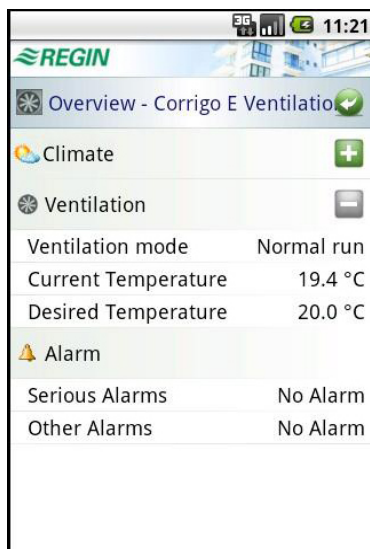 3G 11:21
REGIN
Overview - Corrigo E Ventilatio
Climate
Ventilation
Ventilation mode Normal run
Current Temperature 19.4 °C
Desired Temperature 20.0 °C
Alarm
Serious Alarms No Alarm
Other Alarms No Alarm